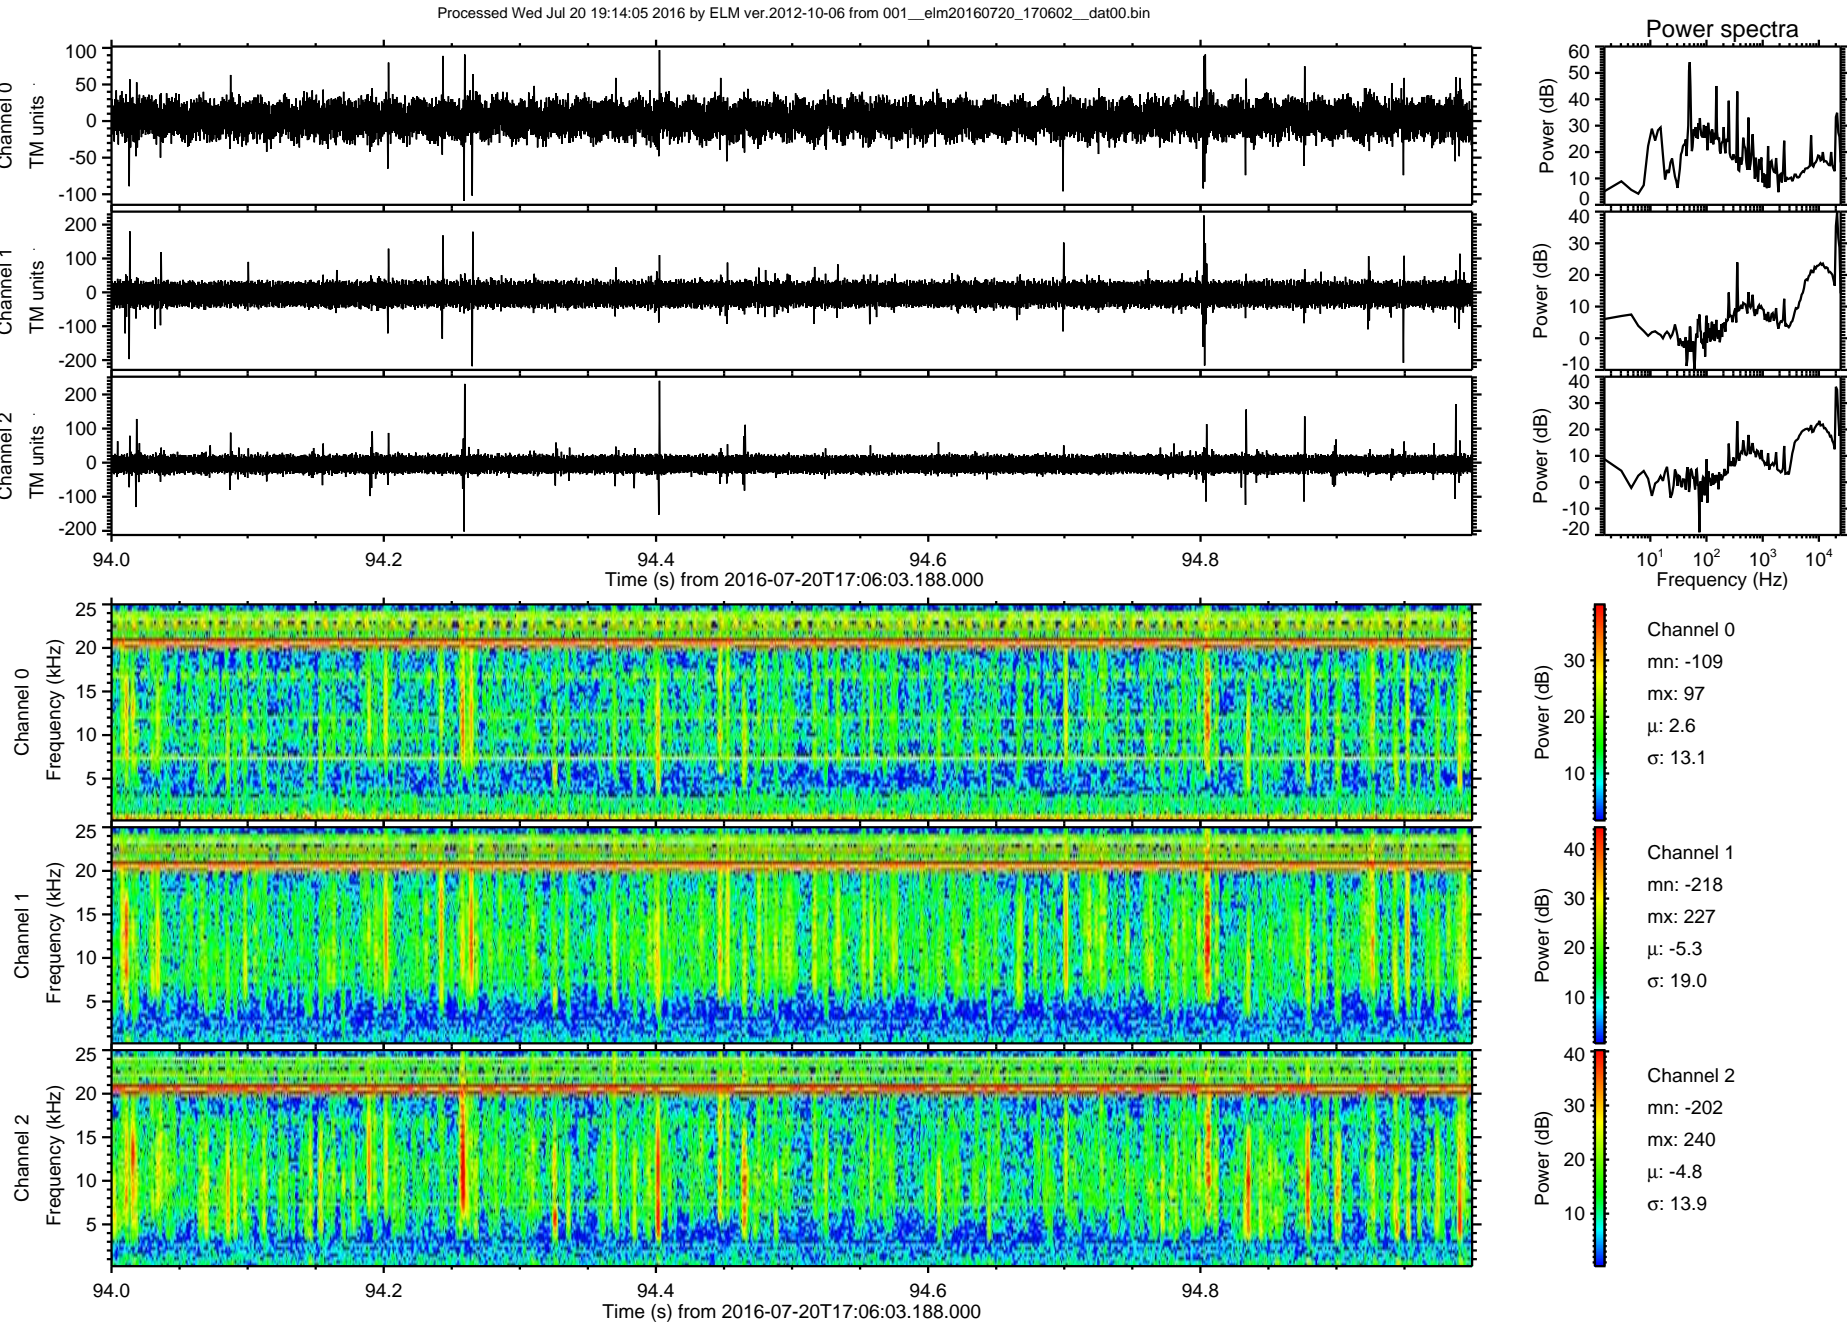 Processed Wed Jul 20 19:14:05 2016 by ELM ver.2012-10-06 from 001__elm20160720_170602__dat00.bin
Power spectra
Channel 0
TM units
100
50
0
-50
-100
Power (dB)
60
50
40
30
20
10
0
Channel 1
TM units
200
100
0
-100
-200
Power (dB)
40
30
20
10
0
-10
Channel 2
TM units
200
100
0
-100
-200
Power (dB)
40
30
20
10
0
-10
-20
94.0 94.2 94.4 94.6 94.8
Time (s) from 2016-07-20T17:06:03.188.000
10¹ 10² 10³ 10⁴
Frequency (Hz)
Channel 0
Frequency (kHz)
25
20
15
10
5
Power (dB)
30
20
10
Channel 0
mn: -109
mx: 97
μ: 2.6
σ: 13.1
Channel 1
Frequency (kHz)
25
20
15
10
5
Power (dB)
40
30
20
10
Channel 1
mn: -218
mx: 227
μ: -5.3
σ: 19.0
Channel 2
Frequency (kHz)
25
20
15
10
5
Power (dB)
40
30
20
10
Channel 2
mn: -202
mx: 240
μ: -4.8
σ: 13.9
94.0 94.2 94.4 94.6 94.8
Time (s) from 2016-07-20T17:06:03.188.000